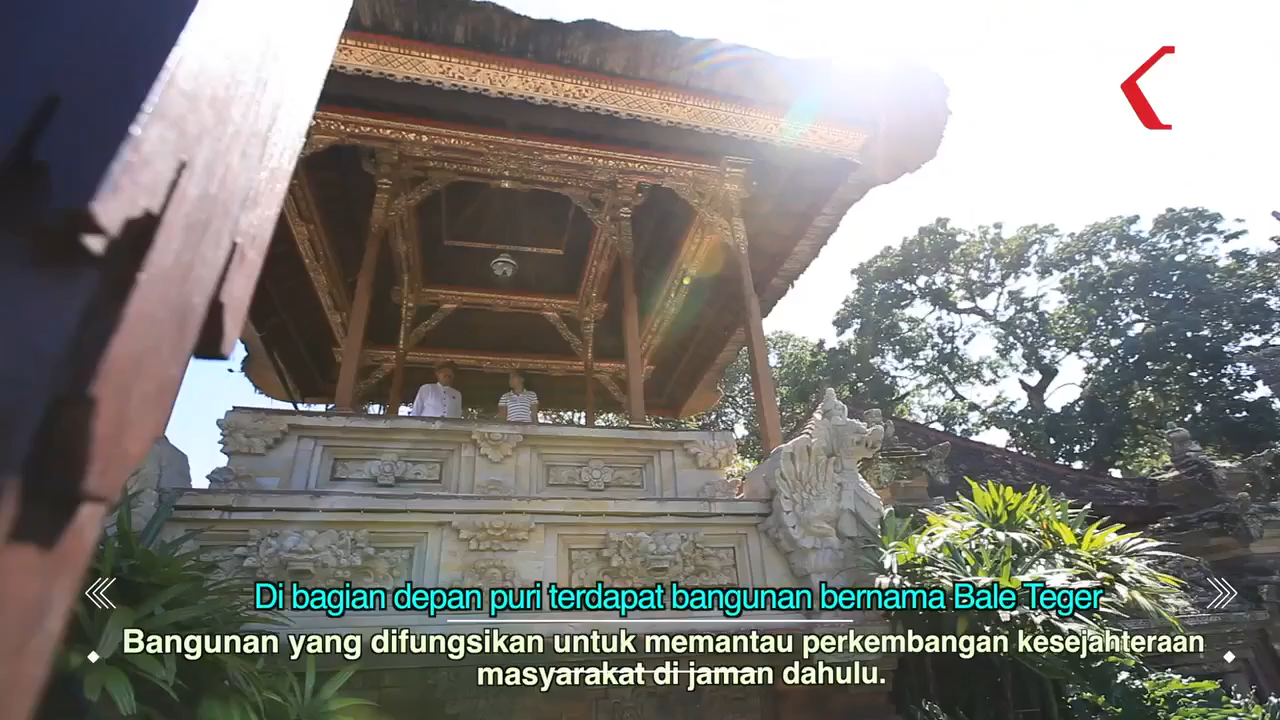 Di bagian depan puri terdapat bangunan bernama Bale Teger
Bangunan yang difungsikan untuk memantau perkembangan kesejahteraan
masyarakat di jaman dahulu.